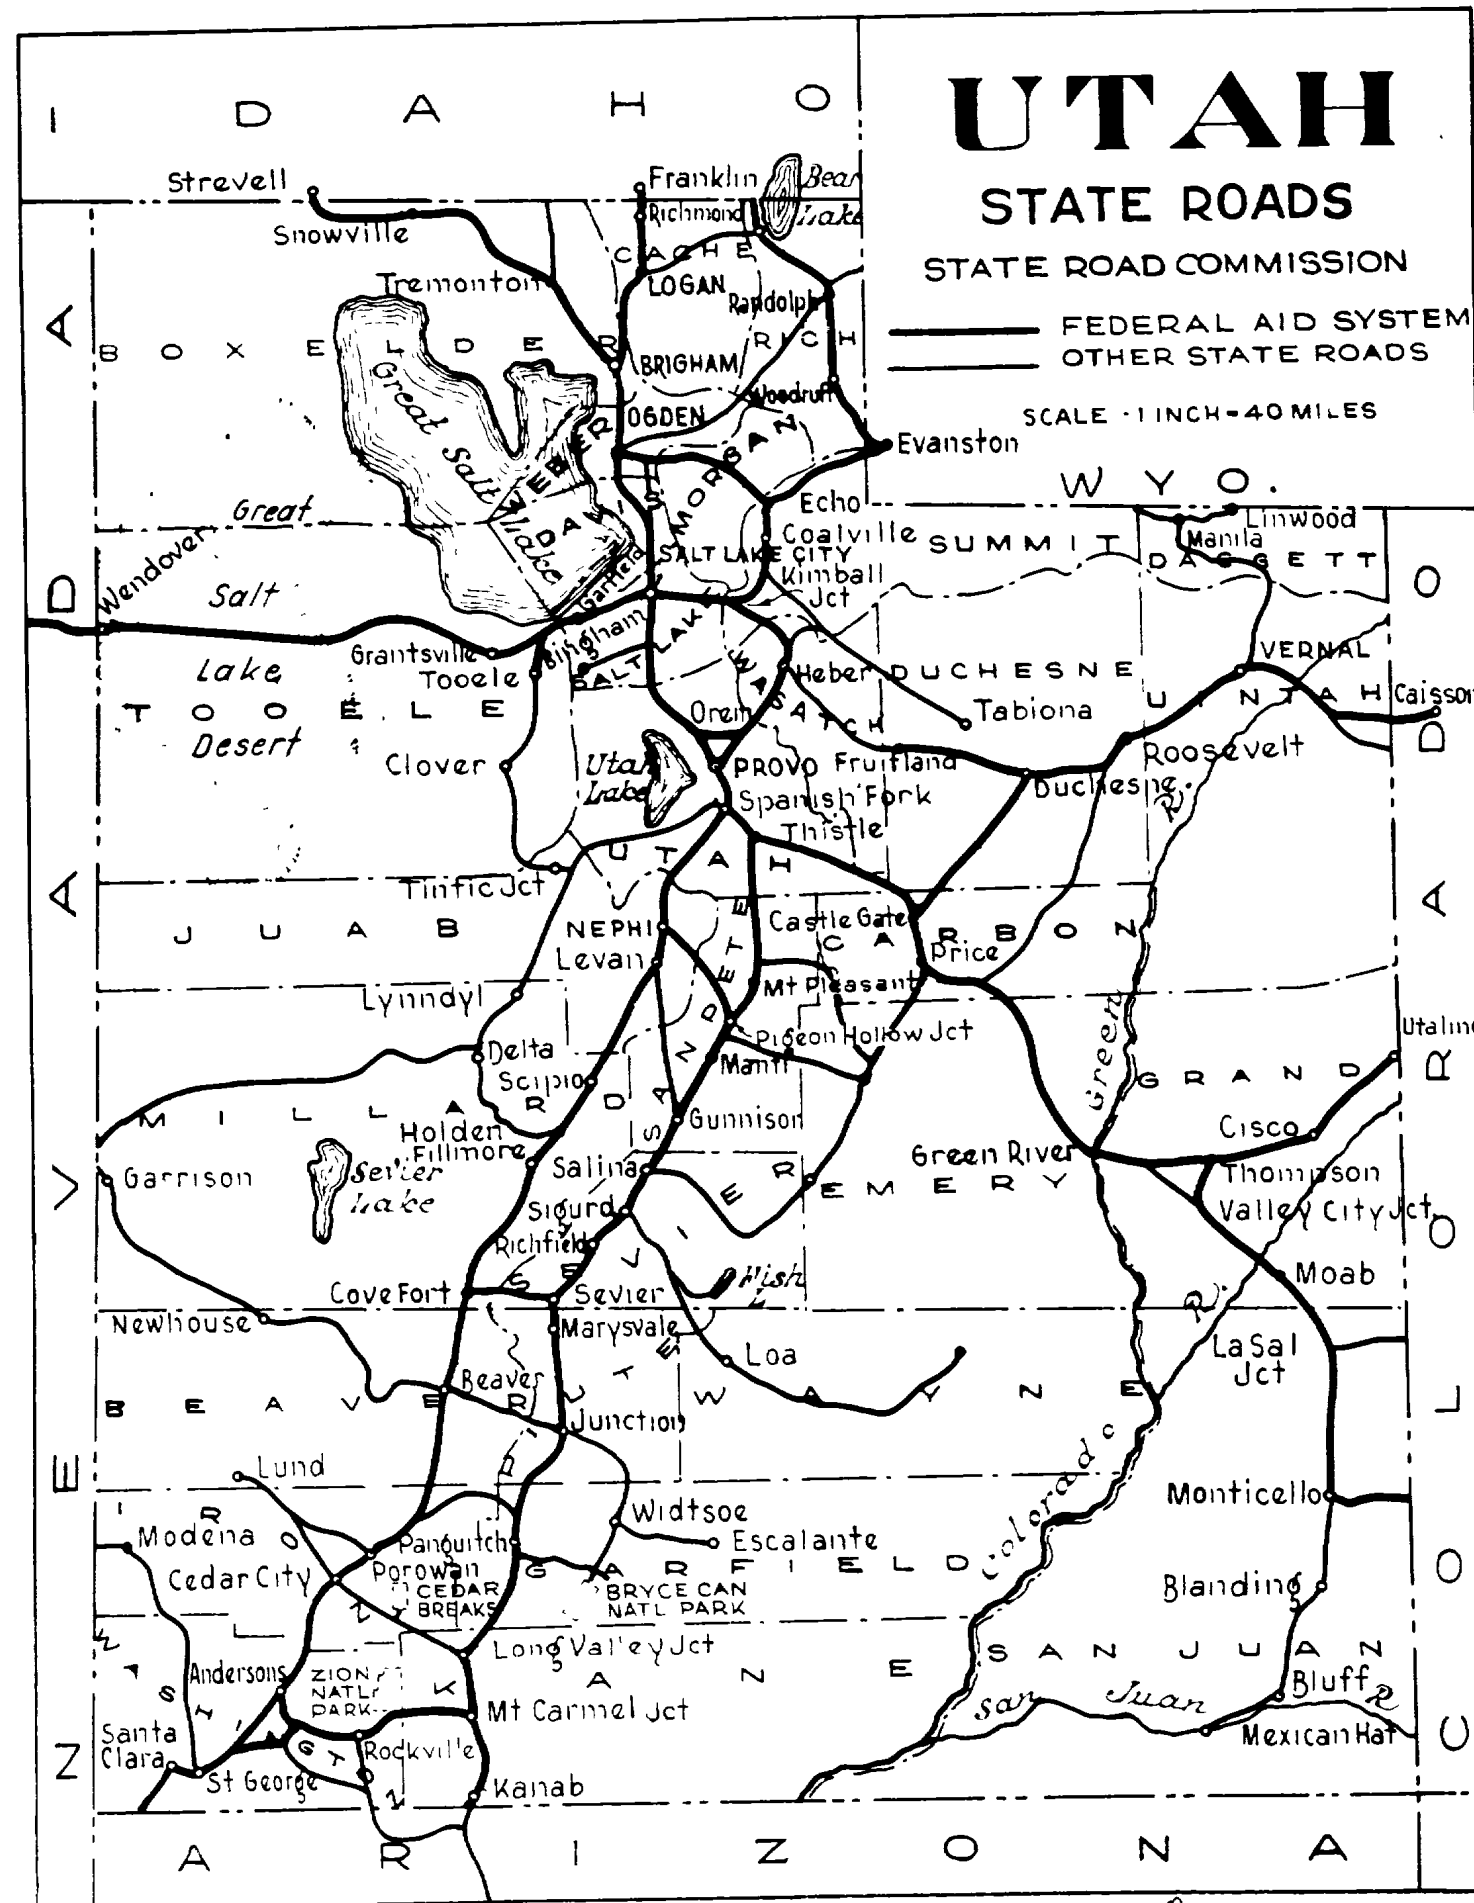 UTAH
STATE ROADS
STATE ROAD COMMISSION
FEDERAL AID SYSTEM
OTHER STATE ROADS
SCALE - 1 INCH = 40 MILES
IDAHO
Strevell
Franklin
Bear
Lake
Richmond
Snowville
CACHE
Tremonton
LOGAN
Randolph
BOXELDER
RICH
BRIGHAM
Woodruff
Great Salt Lake
OGDEN
WEBER
MORGAN
Evanston
WYO.
Echo
Great
DAVIS
Coalville
SUMMIT
Linwood
Manila
DAGGETT
Wendover
SALT LAKE CITY
Garfield
Kimball
Jct
Salt
Bingham
SALT LAKE
Grantsville
VERNAL
Lake
Tooele
WASATCH
Heber
DUCHESNE
UINTAH
Caisson
TOOELE
Orem
Tabiona
Desert
Roosevelt
Clover
Utah
Lake
PROVO
Fruitland
Duchesne
Spanish Fork
Thistle
UTAH
Tintic Jct
JUAB
NEPHI
Castle Gate
CARBON
Levan
Price
Lynndyl
Mt Pleasant
SANPETE
Green
R.
Pigeon Hollow Jct
Utaline
Delta
Manti
Scipio
GRAND
MILLARD
Gunnison
Cisco
Holden
Fillmore
Green River
Garrison
Sevier
Lake
Salina
EMERY
Thompson
Sigurd
Valley City Jct.
Richfield
SEVIER
Cove Fort
Sevier
Fish
L
Moab
Newhouse
Marysvale
R.
LaSal
Jct
Loa
Beaver
BEAVER
PIUTE
WAYNE
Junction
Colorado
Lund
Monticello
IRON
Widtsoe
Modena
Panguitch
Escalante
Cedar City
Porowan
GARFIELD
CEDAR
BREAKS
BRYCE CAN
NATL PARK
Blanding
Long Valley Jct
SAN JUAN
Andersons
ZION
NATL
PARK
KANE
Bluff
San Juan R
WASHINGTON
Mt Carmel Jct
Santa
Clara
Mexican Hat
Rockville
St George
Kanab
NEVADA
COLORADO
ARIZONA